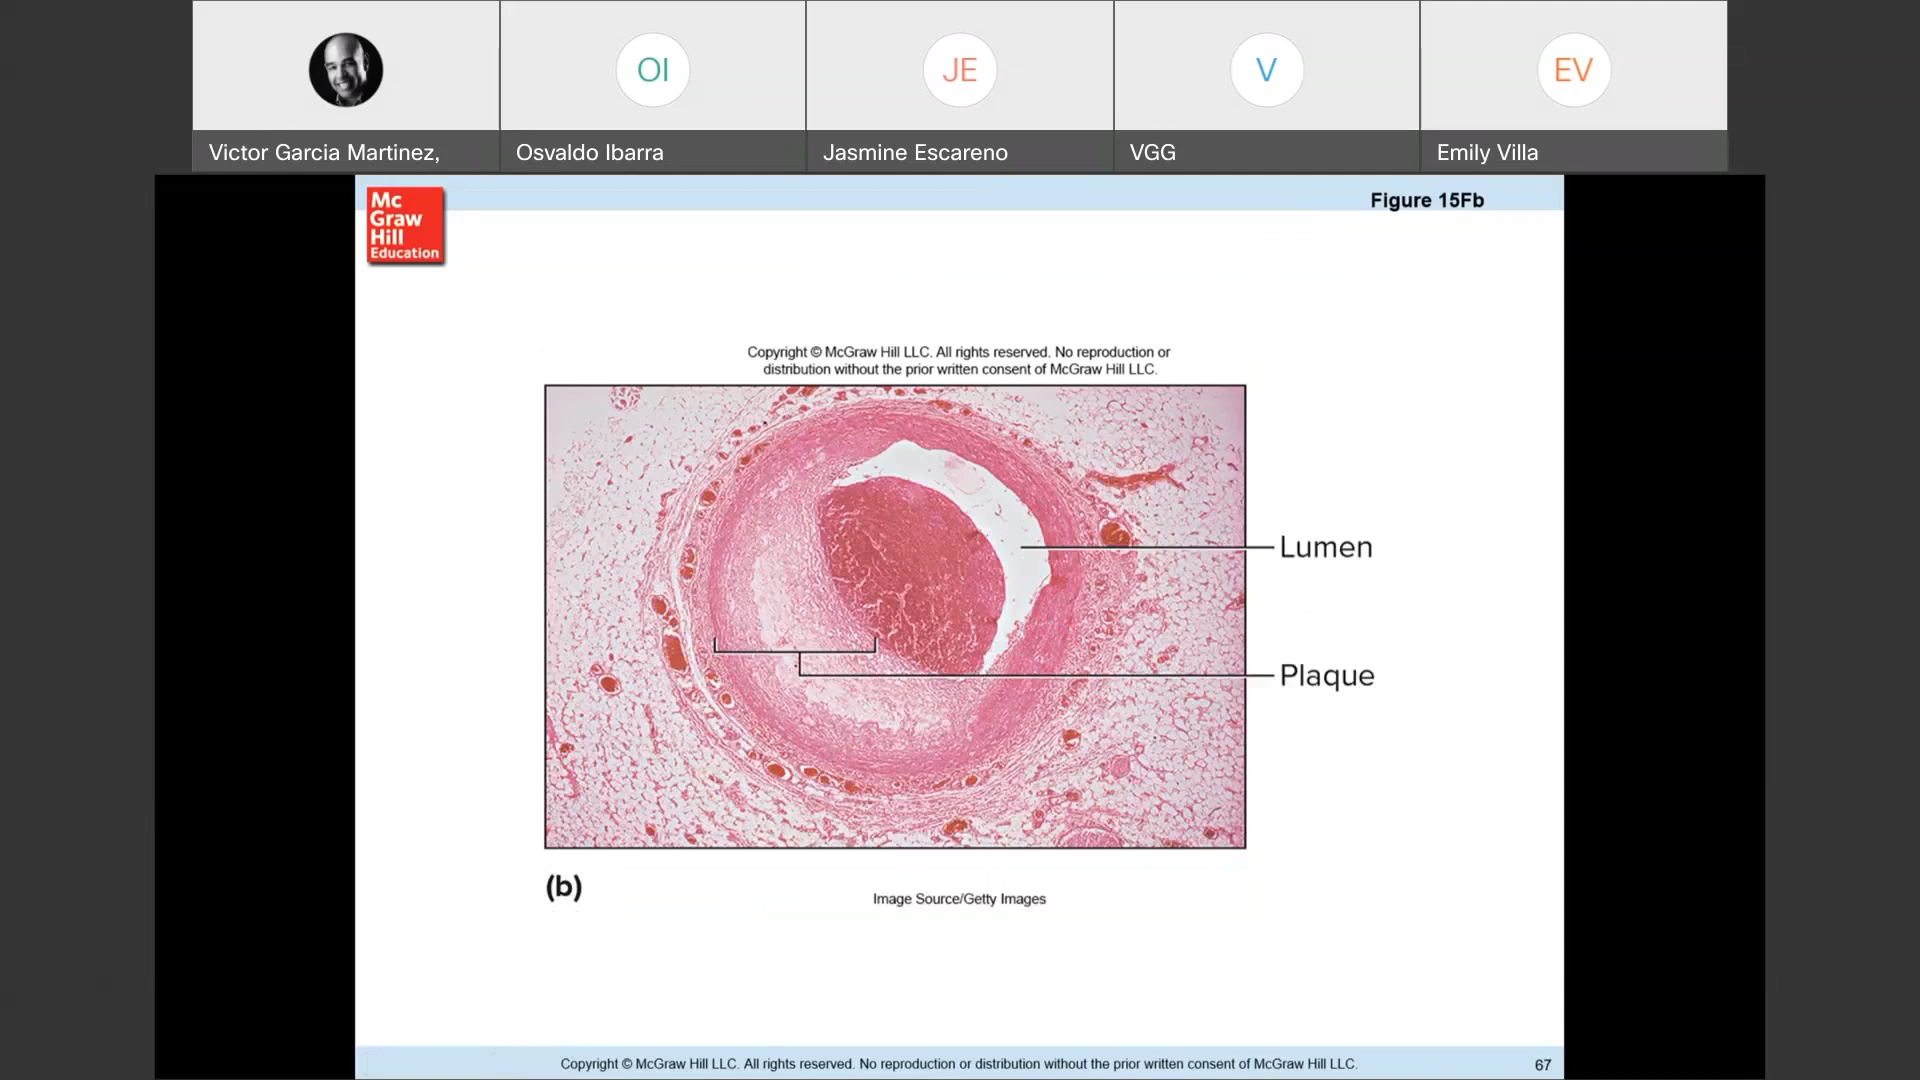 OI
JE
V
EV
Victor Garcia Martinez,
Osvaldo Ibarra
Jasmine Escareno
VGG
Emily Villa
Mc
Graw
Hill
Education
Figure 15Fb
Copyright © McGraw Hill LLC. All rights reserved. No reproduction or
distribution without the prior written consent of McGraw Hill LLC.
Lumen
Plaque
(b)
Image Source/Getty Images
Copyright © McGraw Hill LLC. All rights reserved. No reproduction or distribution without the prior written consent of McGraw Hill LLC.
67